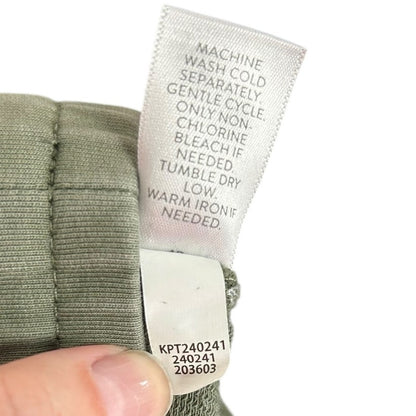 MACHINE
WASH COLD
SEPARATELY
GENTLE CYCLE.
ONLY NON-
CHLORINE
BLEACH IF
NEEDED.
TUMBLE DRY
LOW.
WARM IRON IF
NEEDED.
KPT240241
240241
203603